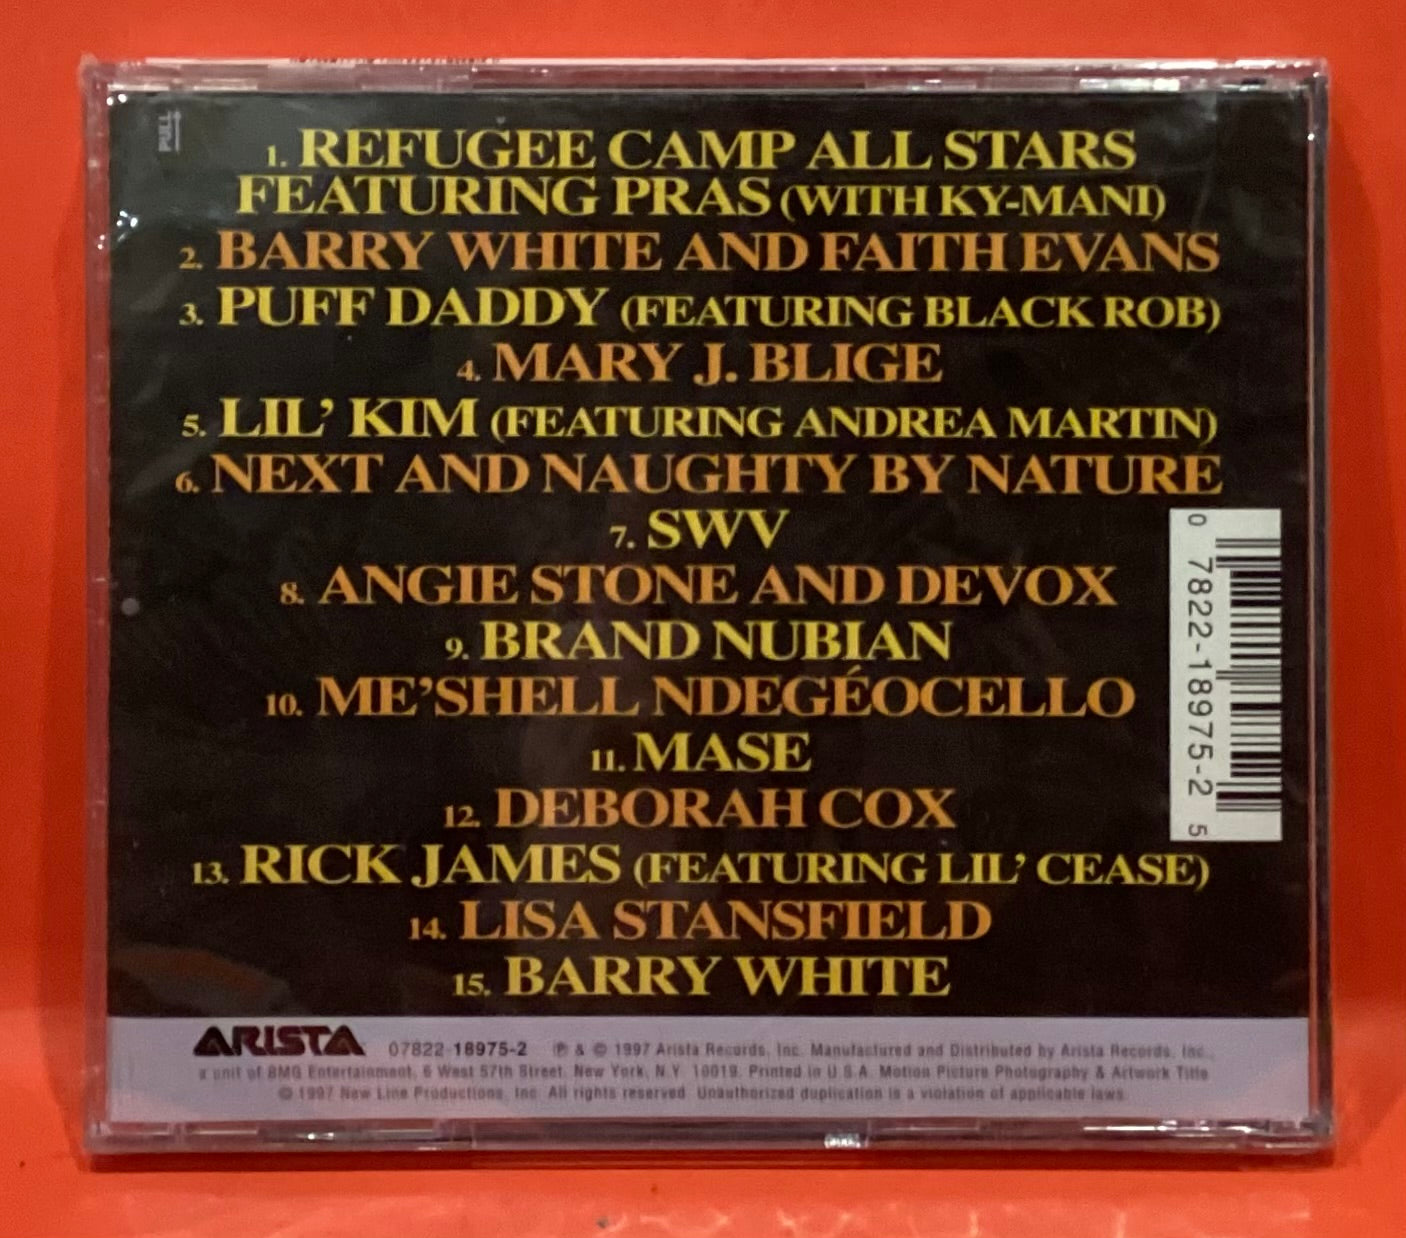 PULL
1. REFUGEE CAMP ALL STARS
FEATURING PRAS (WITH KY-MANI)
2. BARRY WHITE AND FAITH EVANS
3. PUFF DADDY (FEATURING BLACK ROB)
4. MARY J. BLIGE
5. LIL' KIM (FEATURING ANDREA MARTIN)
6. NEXT AND NAUGHTY BY NATURE
7. SWV
8. ANGIE STONE AND DEVOX
9. BRAND NUBIAN
10. ME'SHELL NDEGÉOCELLO
11. MASE
12. DEBORAH COX
13. RICK JAMES (FEATURING LIL' CEASE)
14. LISA STANSFIELD
15. BARRY WHITE
0 7822-18975-2 5
ARISTA 07822-18975-2 ℗ & © 1997 Arista Records, Inc. Manufactured and Distributed by Arista Records, Inc.,
a unit of BMG Entertainment, 6 West 57th Street, New York, N.Y. 10019. Printed in U.S.A. Motion Picture Photography & Artwork Title
© 1997 New Line Productions, Inc. All rights reserved. Unauthorized duplication is a violation of applicable laws.